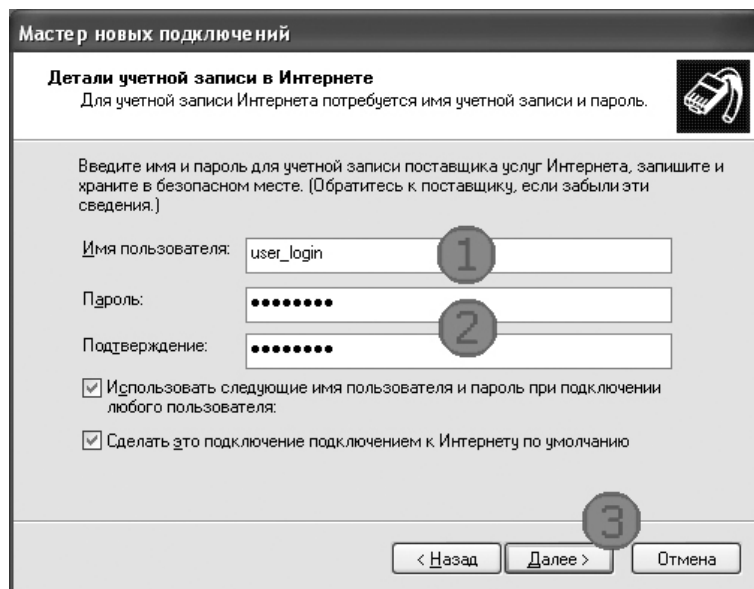 Мастер новых подключений
Детали учетной записи в Интернете
Для учетной записи Интернета потребуется имя учетной записи и пароль.
Введите имя и пароль для учетной записи поставщика услуг Интернета, запишите и
храните в безопасном месте. (Обратитесь к поставщику, если забыли эти
сведения.)
Имя пользователя: user_login 1
Пароль: ●●●●●●●●
2
Подтверждение: ●●●●●●●●
Использовать следующие имя пользователя и пароль при подключении
любого пользователя:
Сделать это подключение подключением к Интернету по умолчанию
3
< Назад Далее > Отмена